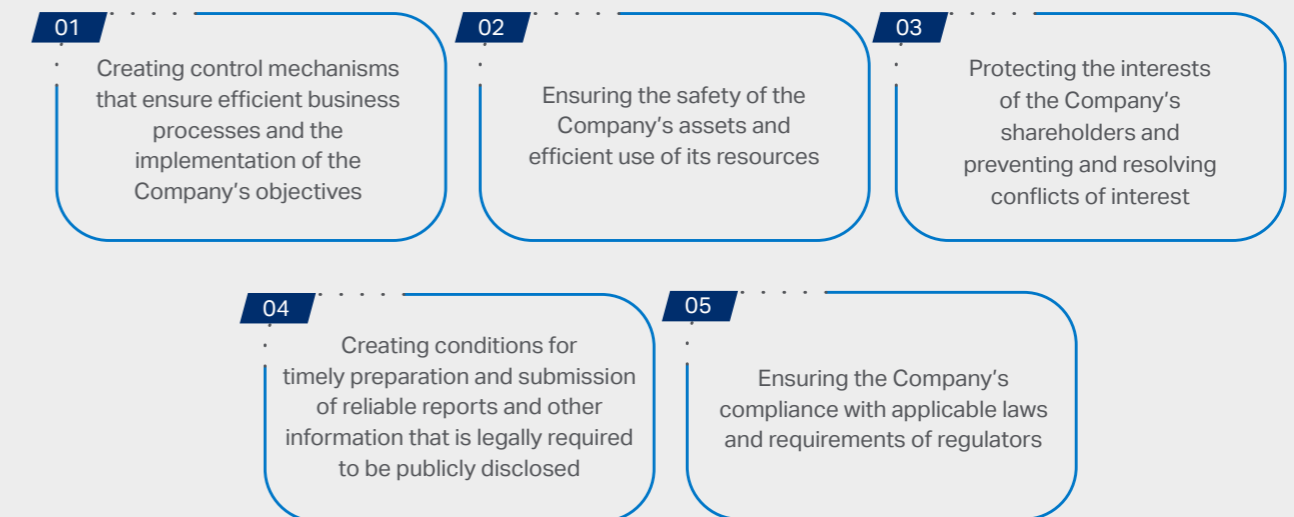 01
Creating control mechanisms
that ensure efficient business
processes and the
implementation of the
Company's objectives
02
Ensuring the safety of the
Company's assets and
efficient use of its resources
03
Protecting the interests
of the Company's
shareholders and
preventing and resolving
conflicts of interest
04
Creating conditions for
timely preparation and submission
of reliable reports and other
information that is legally required
to be publicly disclosed
05
Ensuring the Company's
compliance with applicable laws
and requirements of regulators